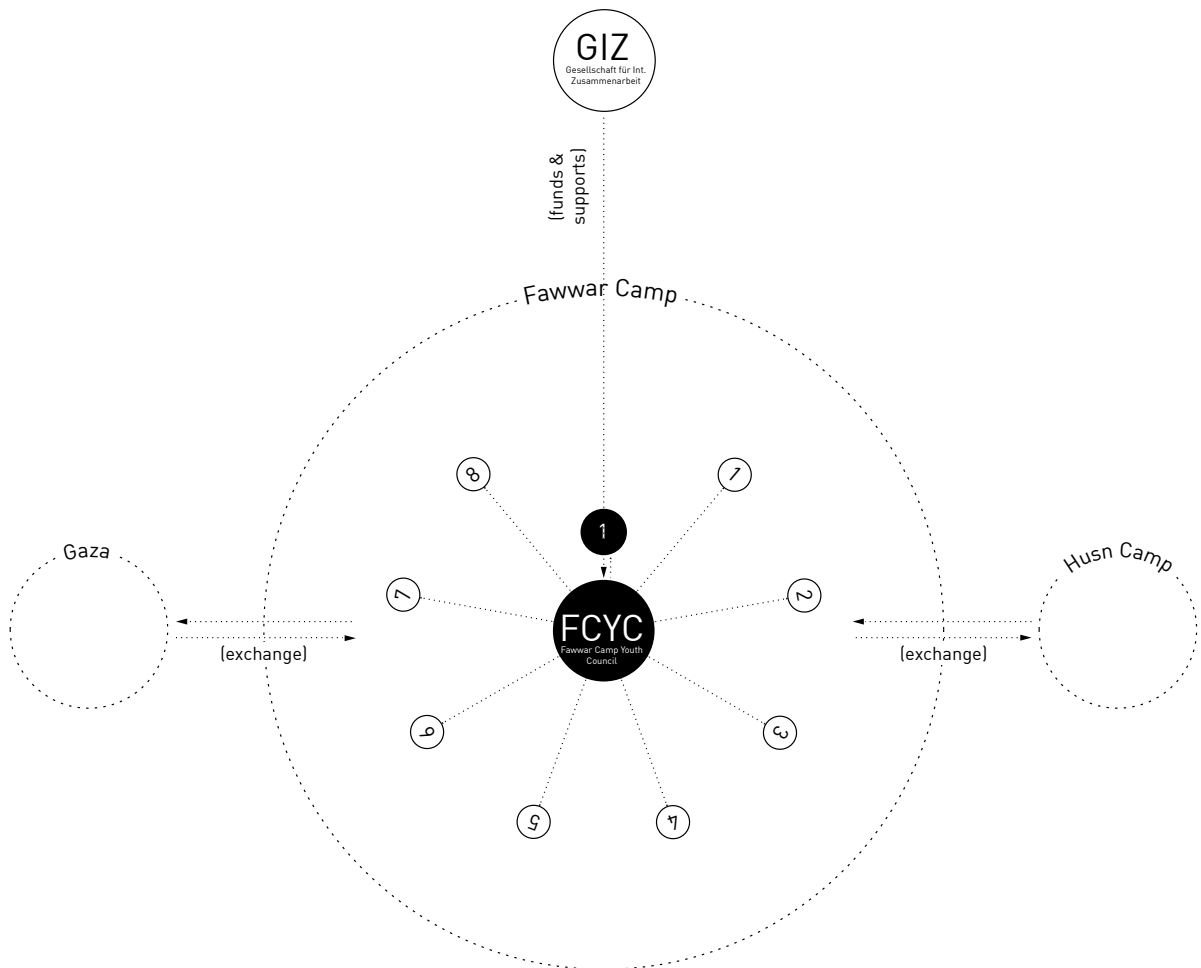 GIZ
Gesellschaft für Int.
Zusammenarbeit
(funds &
supports)
Fawwar Camp
8
1
1
Gaza
Husn Camp
7
2
FCYC
Fawwar Camp Youth
Council
(exchange)
(exchange)
6
3
5
4